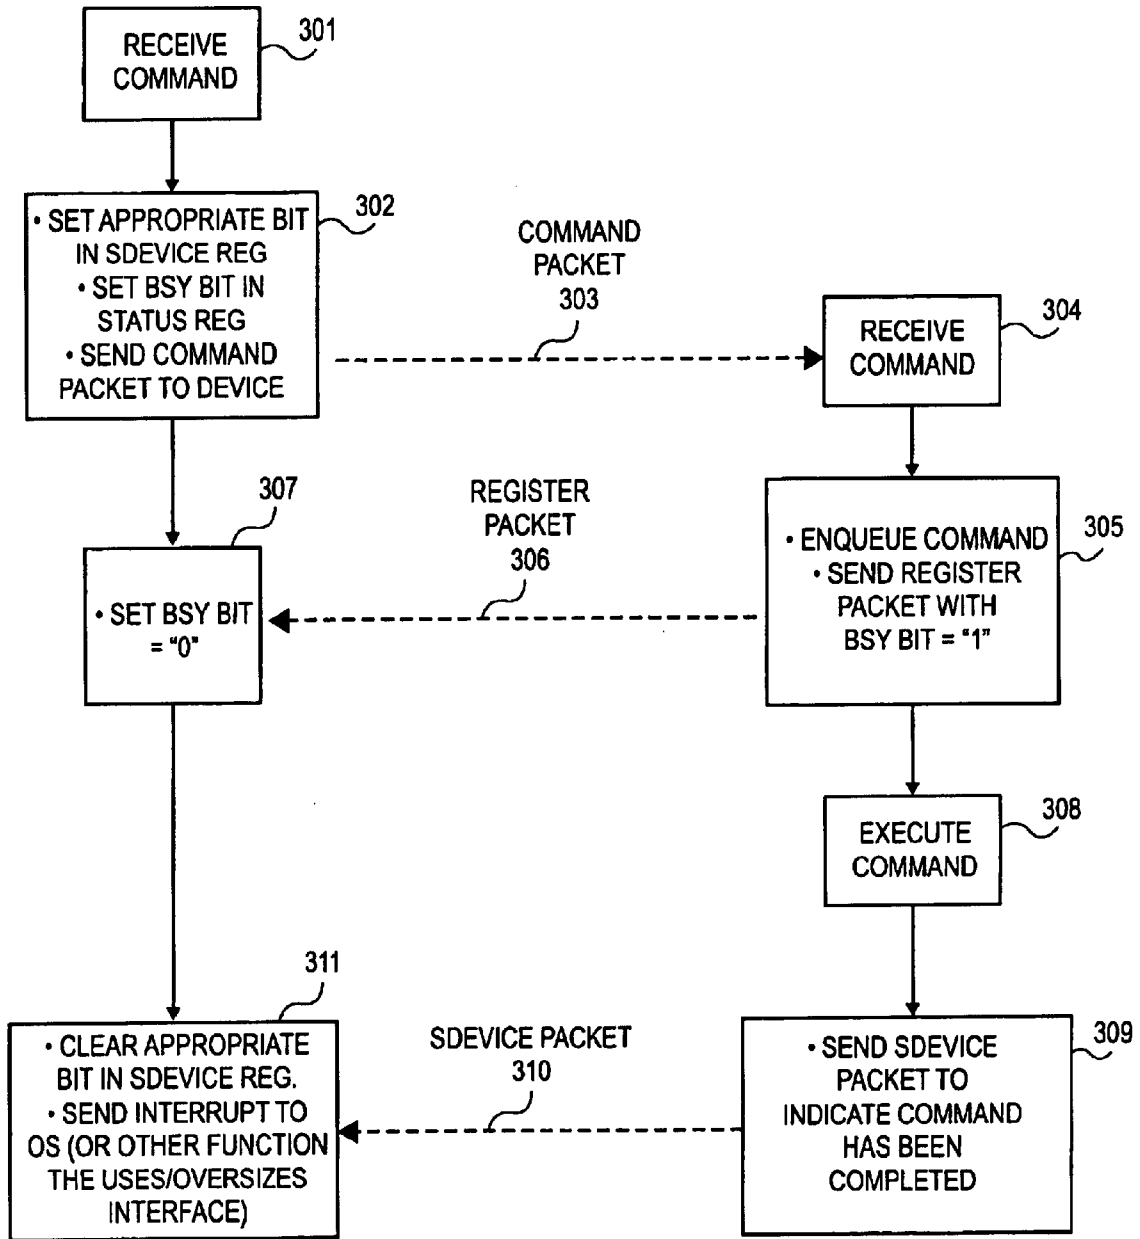 RECEIVE
COMMAND
301
• SET APPROPRIATE BIT
IN SDEVICE REG
• SET BSY BIT IN
STATUS REG
• SEND COMMAND
PACKET TO DEVICE
302
COMMAND
PACKET
303
RECEIVE
COMMAND
304
• ENQUEUE COMMAND
• SEND REGISTER
PACKET WITH
BSY BIT = "1"
305
REGISTER
PACKET
306
307
• SET BSY BIT
= "0"
EXECUTE
COMMAND
308
• SEND SDEVICE
PACKET TO
INDICATE COMMAND
HAS BEEN
COMPLETED
309
SDEVICE PACKET
310
311
• CLEAR APPROPRIATE
BIT IN SDEVICE REG.
• SEND INTERRUPT TO
OS (OR OTHER FUNCTION
THE USES/OVERSIZES
INTERFACE)